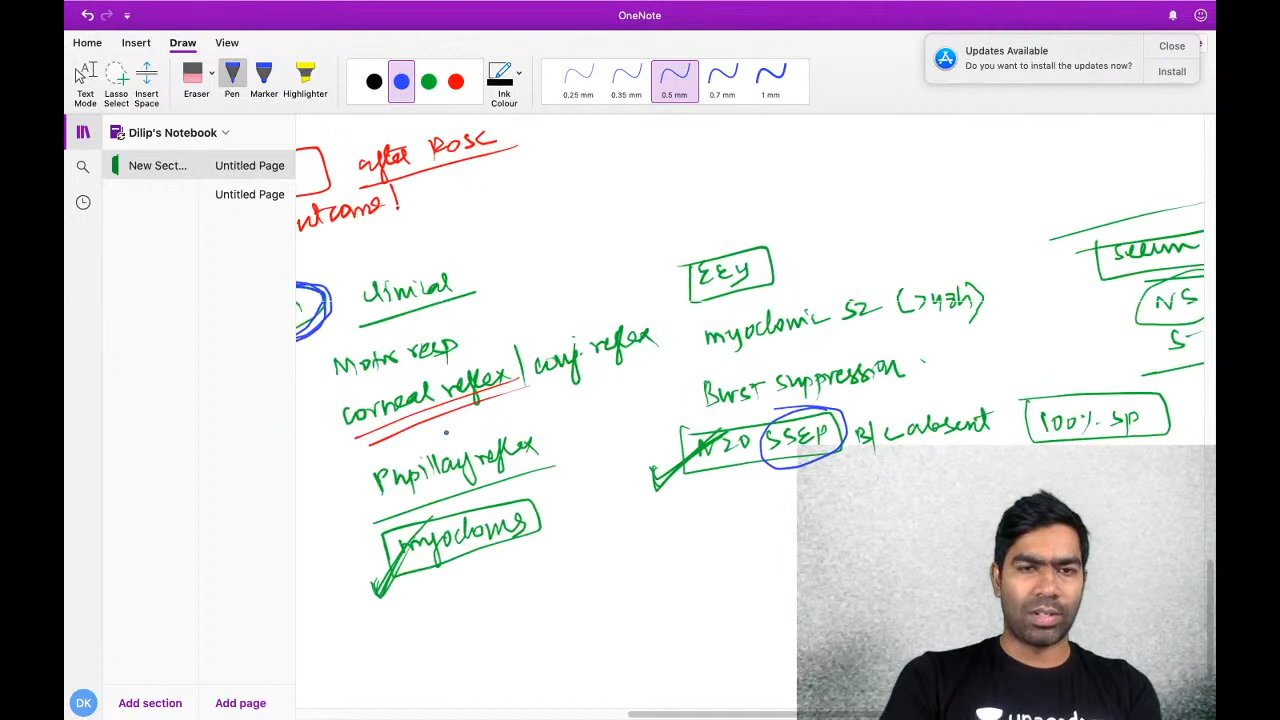 OneNote
Home Insert Draw View
Updates Available
Do you want to install the updates now?
Close
Install
Text Mode
Lasso Select
Insert Space
Eraser
Pen
Marker
Highlighter
Ink Colour
0.25 mm
0.35 mm
0.5 mm
0.7 mm
1 mm
Dilip's Notebook
New Sect...
Untitled Page
Untitled Page
after ROSC
utcome!
clinical
Motor resp
corneal reflex | conj. reflex
Pupillary reflex
myoclonus
EEG
myoclonic SZ (>48h)
Burst suppression
N20 SSEP B/L absent
100% sp
serum
NS
S-
DK
Add section
Add page